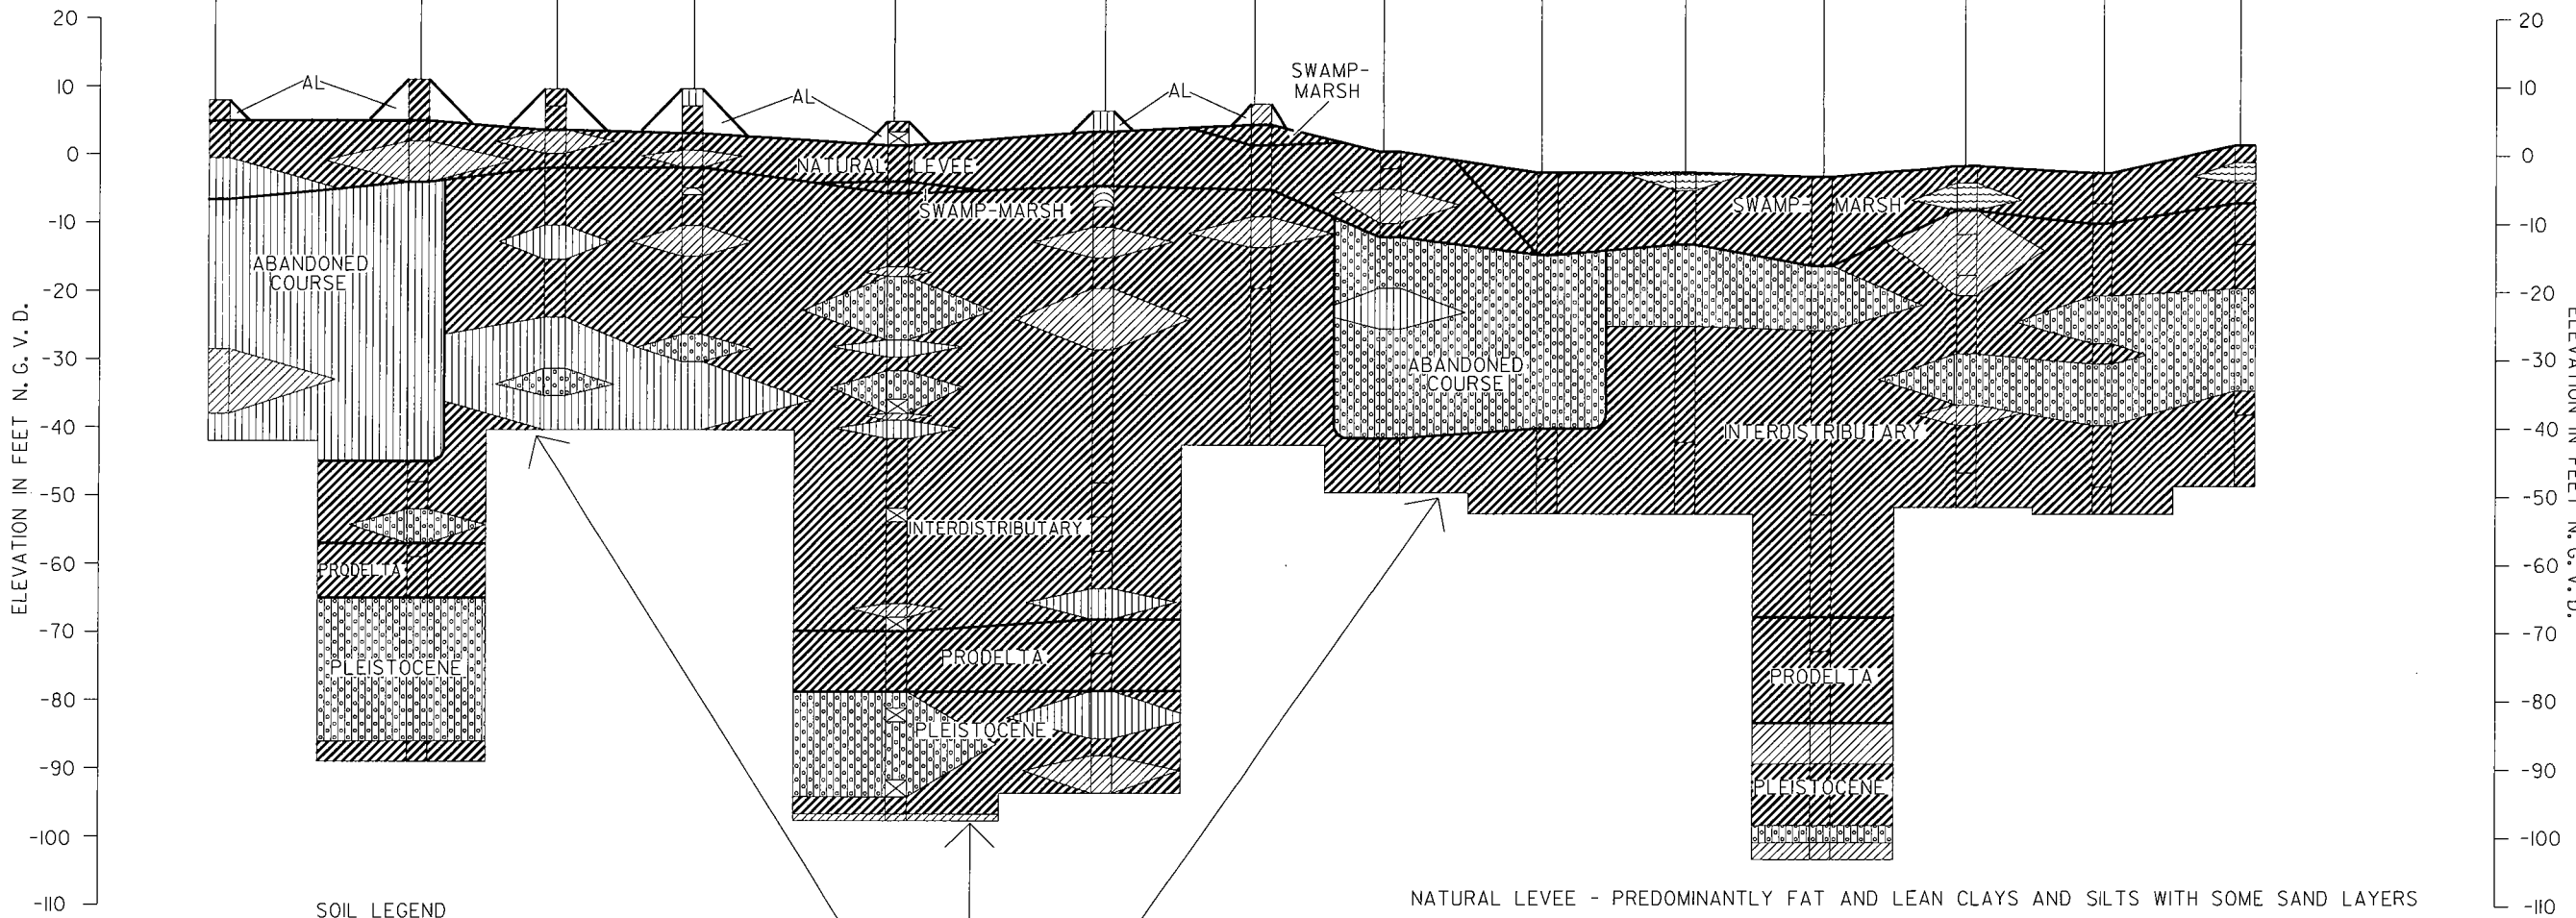 20
10
0
-10
-20
-30
-40
-50
-60
-70
-80
-90
-100
-110
ELEVATION IN FEET N. G. V. D.
AL
AL
AL
SWAMP-
MARSH
NATURAL LEVEE
SWAMP-MARSH
SWAMP- MARSH
ABANDONED
COURSE
ABANDONED
COURSE
INTERDISTRIBUTARY
INTERDISTRIBUTARY
PRODELTA
PRODELTA
PRODELTA
PLEISTOCENE
PLEISTOCENE
PLEISTOCENE
20
10
0
-10
-20
-30
-40
-50
-60
-70
-80
-90
-100
-110
ELEVATION IN FEET N. G. V. D.
SOIL LEGEND
NATURAL LEVEE - PREDOMINANTLY FAT AND LEAN CLAYS AND SILTS WITH SOME SAND LAYERS